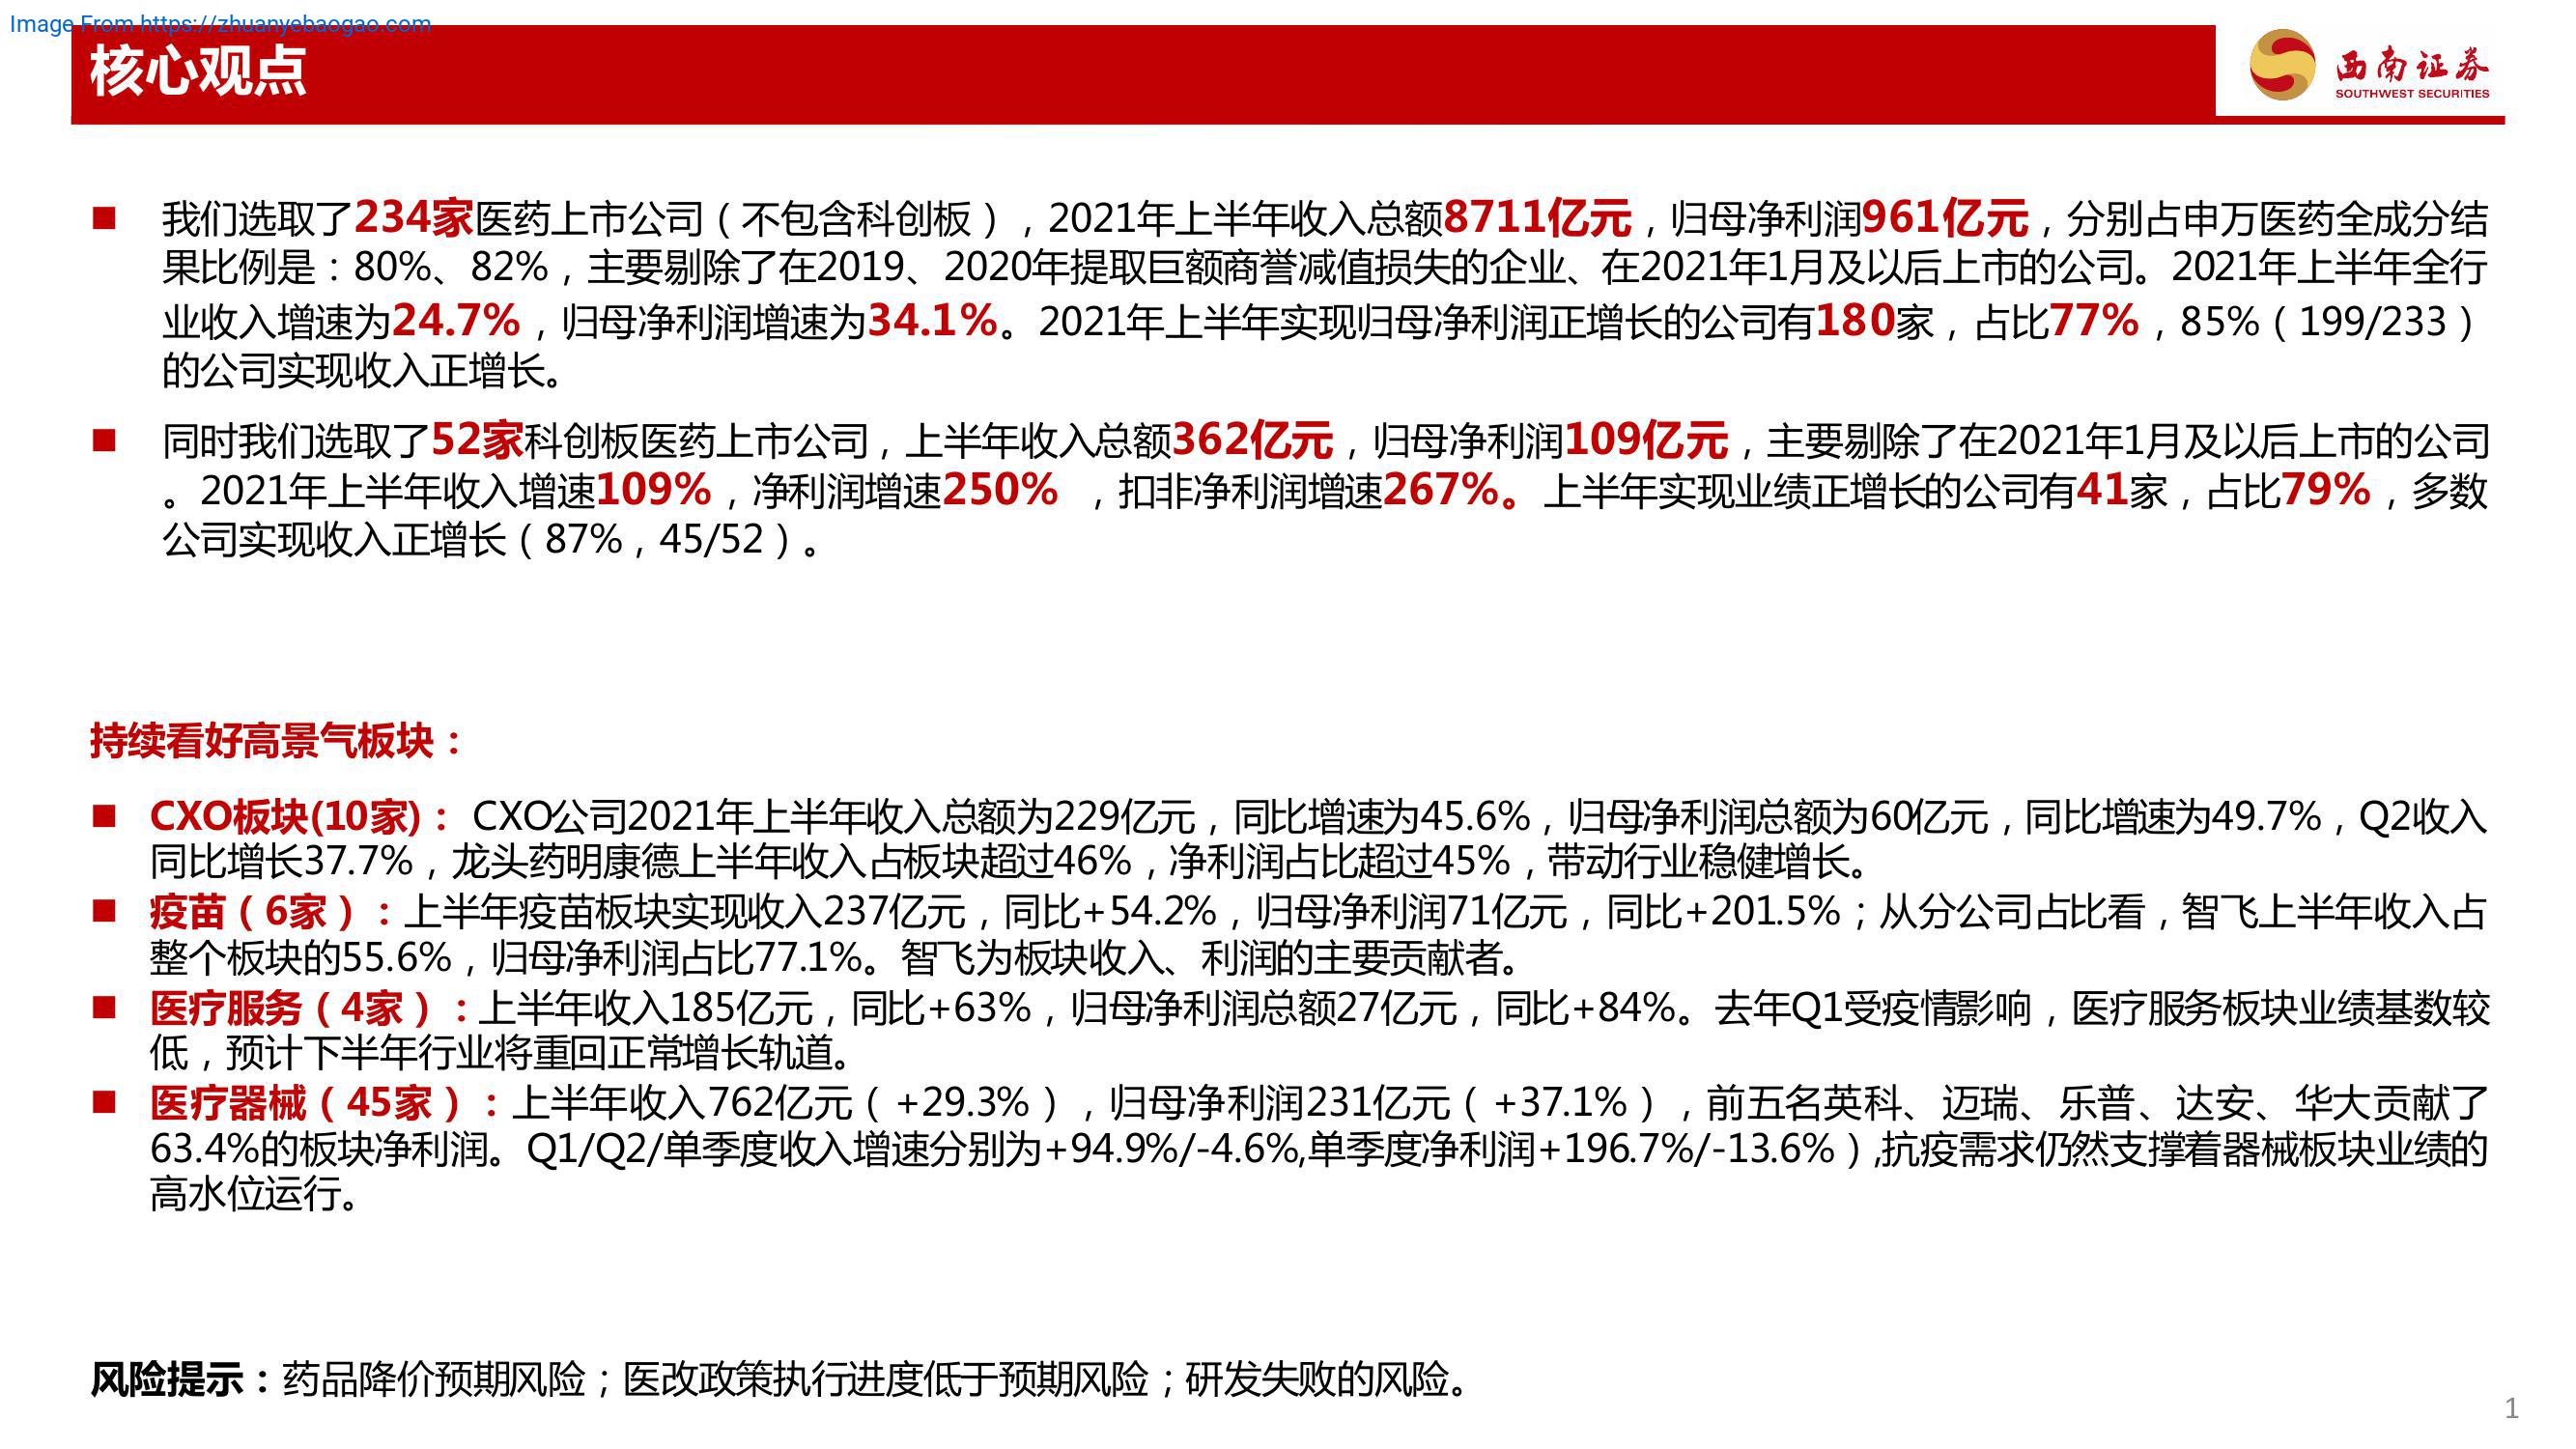 Image From https://zhuanyebaogao.com
核心观点
西南证券
SOUTHWEST SECURITIES
■ 我们选取了234家医药上市公司（不包含科创板），2021年上半年收入总额8711亿元，归母净利润961亿元，分别占申万医药全成分结
果比例是：80%、82%，主要剔除了在2019、2020年提取巨额商誉减值损失的企业、在2021年1月及以后上市的公司。2021年上半年全行
业收入增速为24.7%，归母净利润增速为34.1%。2021年上半年实现归母净利润正增长的公司有180家，占比77%，85%（199/233）
的公司实现收入正增长。
■ 同时我们选取了52家科创板医药上市公司，上半年收入总额362亿元，归母净利润109亿元，主要剔除了在2021年1月及以后上市的公司
。2021年上半年收入增速109%，净利润增速250% ，扣非净利润增速267%。上半年实现业绩正增长的公司有41家，占比79%，多数
公司实现收入正增长（87%，45/52）。
持续看好高景气板块：
■ CXO板块(10家)： CXO公司2021年上半年收入总额为229亿元，同比增速为45.6%，归母净利润总额为60亿元，同比增速为49.7%，Q2收入
同比增长37.7%，龙头药明康德上半年收入占板块超过46%，净利润占比超过45%，带动行业稳健增长。
■ 疫苗（6家）：上半年疫苗板块实现收入237亿元，同比+54.2%，归母净利润71亿元，同比+201.5%；从分公司占比看，智飞上半年收入占
整个板块的55.6%，归母净利润占比77.1%。智飞为板块收入、利润的主要贡献者。
■ 医疗服务（4家）：上半年收入185亿元，同比+63%，归母净利润总额27亿元，同比+84%。去年Q1受疫情影响，医疗服务板块业绩基数较
低，预计下半年行业将重回正常增长轨道。
■ 医疗器械（45家）：上半年收入762亿元（+29.3%），归母净利润231亿元（+37.1%），前五名英科、迈瑞、乐普、达安、华大贡献了
63.4%的板块净利润。Q1/Q2/单季度收入增速分别为+94.9%/-4.6%,单季度净利润+196.7%/-13.6%）,抗疫需求仍然支撑着器械板块业绩的
高水位运行。
风险提示：药品降价预期风险；医改政策执行进度低于预期风险；研发失败的风险。
1